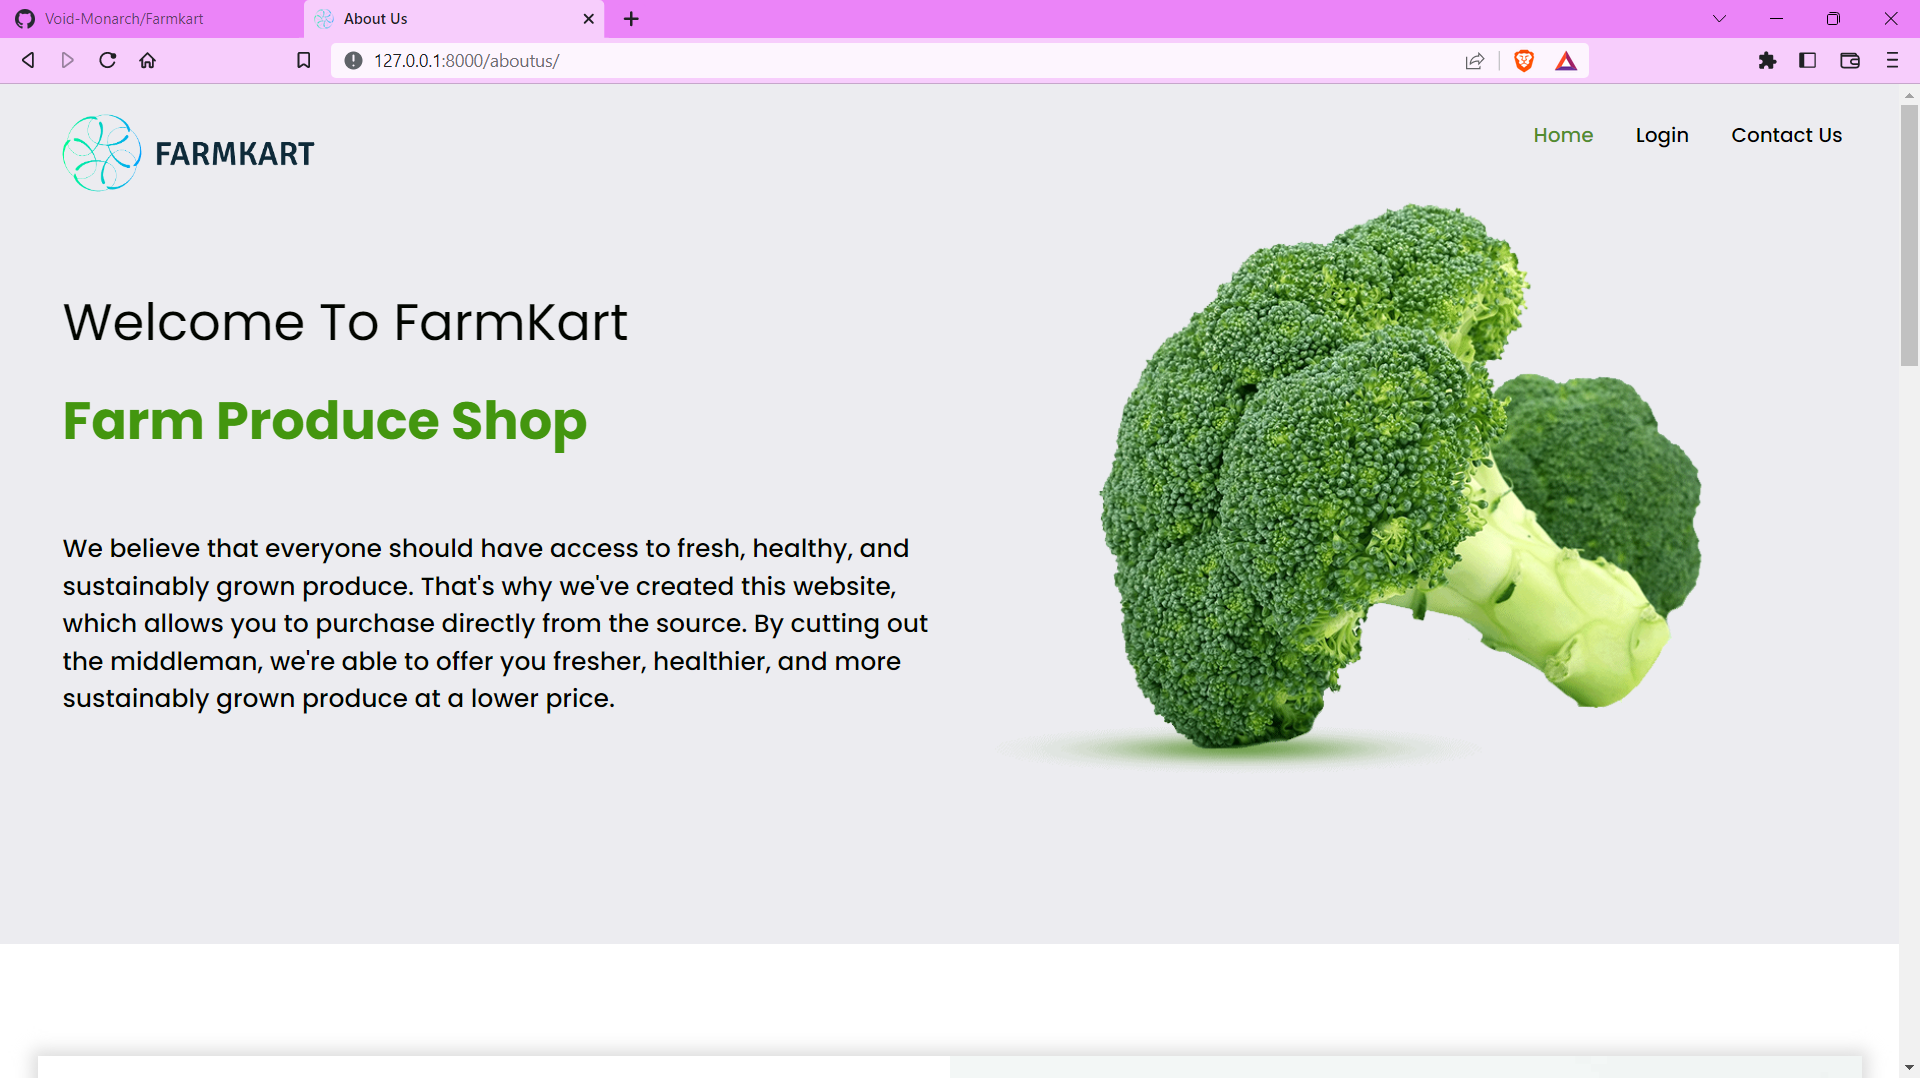 Void-Monarch/Farmkart
About Us
127.0.0.1:8000/aboutus/
FARMKART
Home Login Contact Us
Welcome To FarmKart
Farm Produce Shop
We believe that everyone should have access to fresh, healthy, and
sustainably grown produce. That's why we've created this website,
which allows you to purchase directly from the source. By cutting out
the middleman, we're able to offer you fresher, healthier, and more
sustainably grown produce at a lower price.